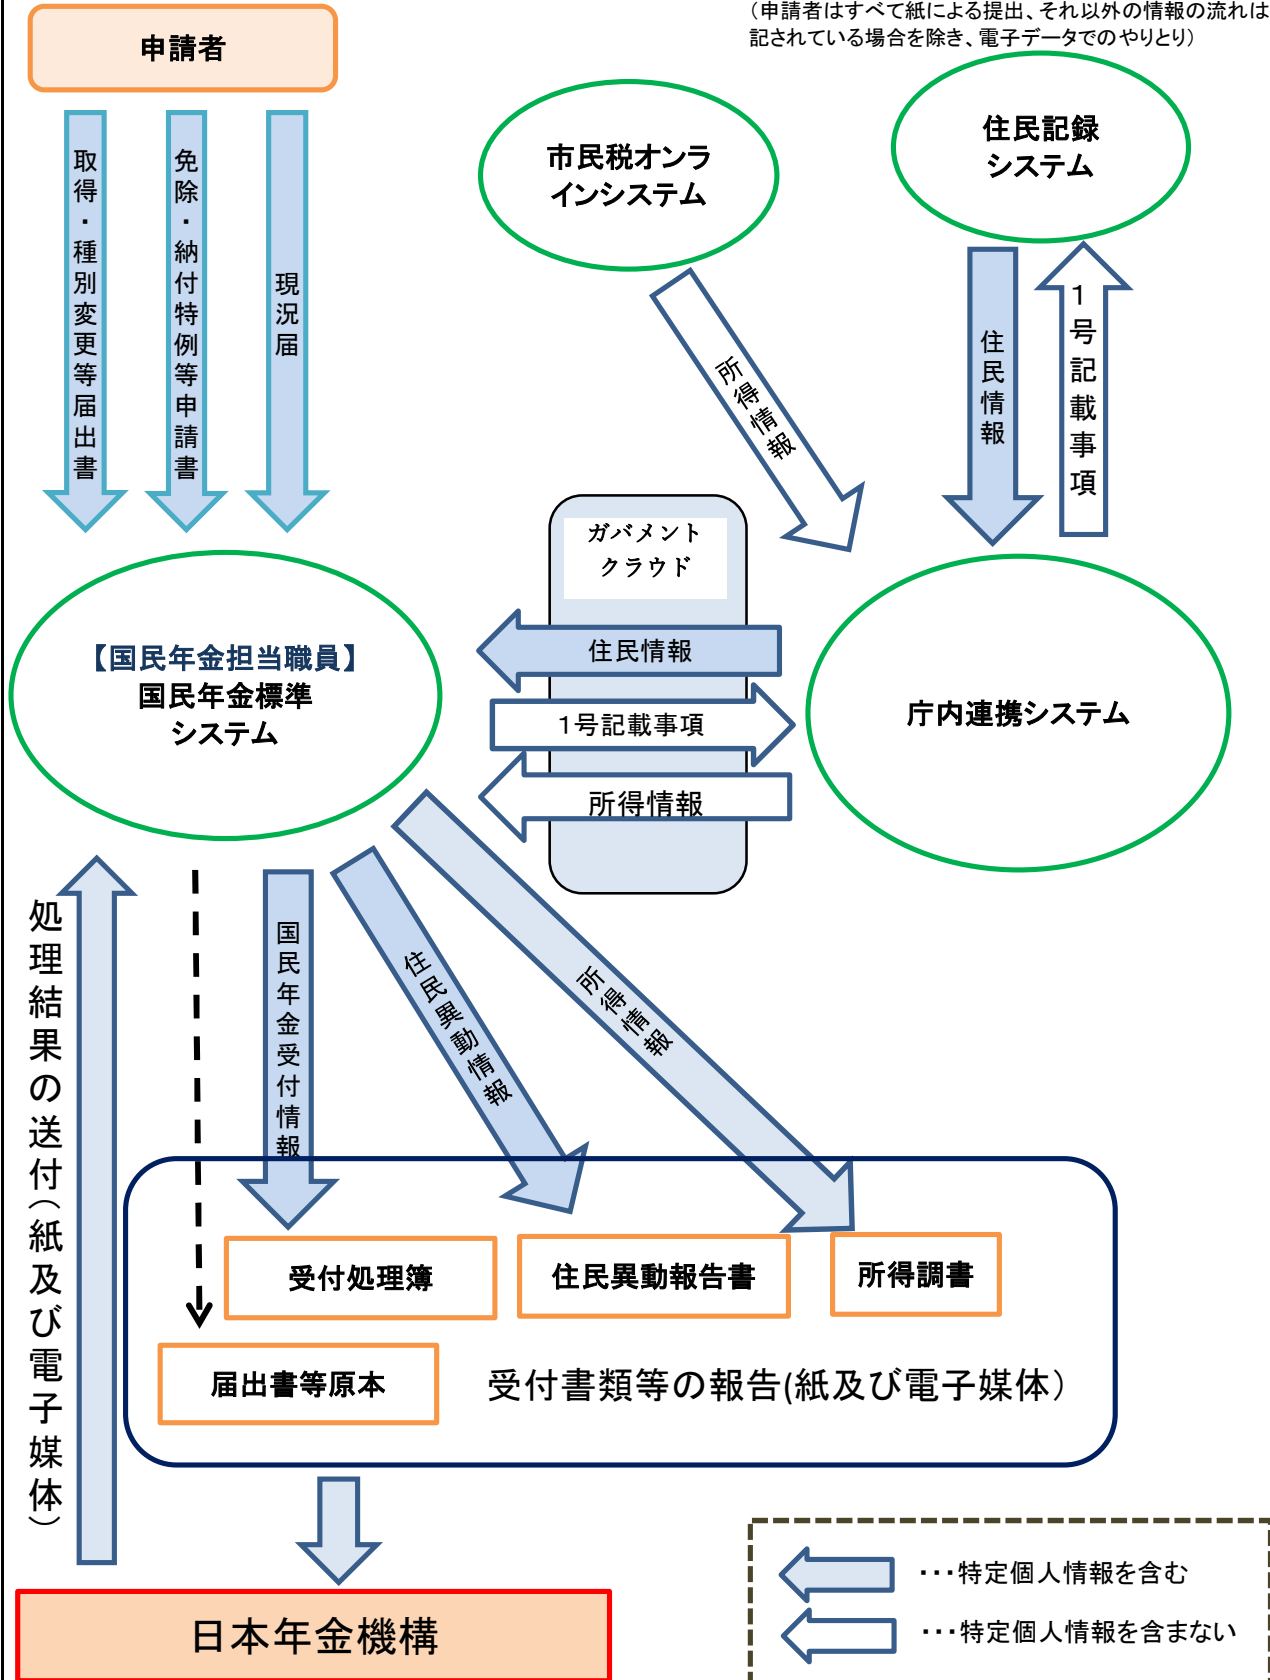 （申請者はすべて紙による提出、それ以外の情報の流れは
記されている場合を除き、電子データでのやりとり）
申請者
取得・種別変更等届出書
免除・納付特例等申請書
現況届
市民税オンラ
インシステム
住民記録
システム
所得情報
住民情報
１号記載事項
ガバメント
クラウド
住民情報
１号記載事項
所得情報
【国民年金担当職員】
国民年金標準
システム
庁内連携システム
処理結果の送付（紙及び電子媒体）
国民年金受付情報
住民異動情報
所得情報
受付処理簿
住民異動報告書
所得調書
届出書等原本
受付書類等の報告(紙及び電子媒体）
日本年金機構
・・・特定個人情報を含む
・・・特定個人情報を含まない